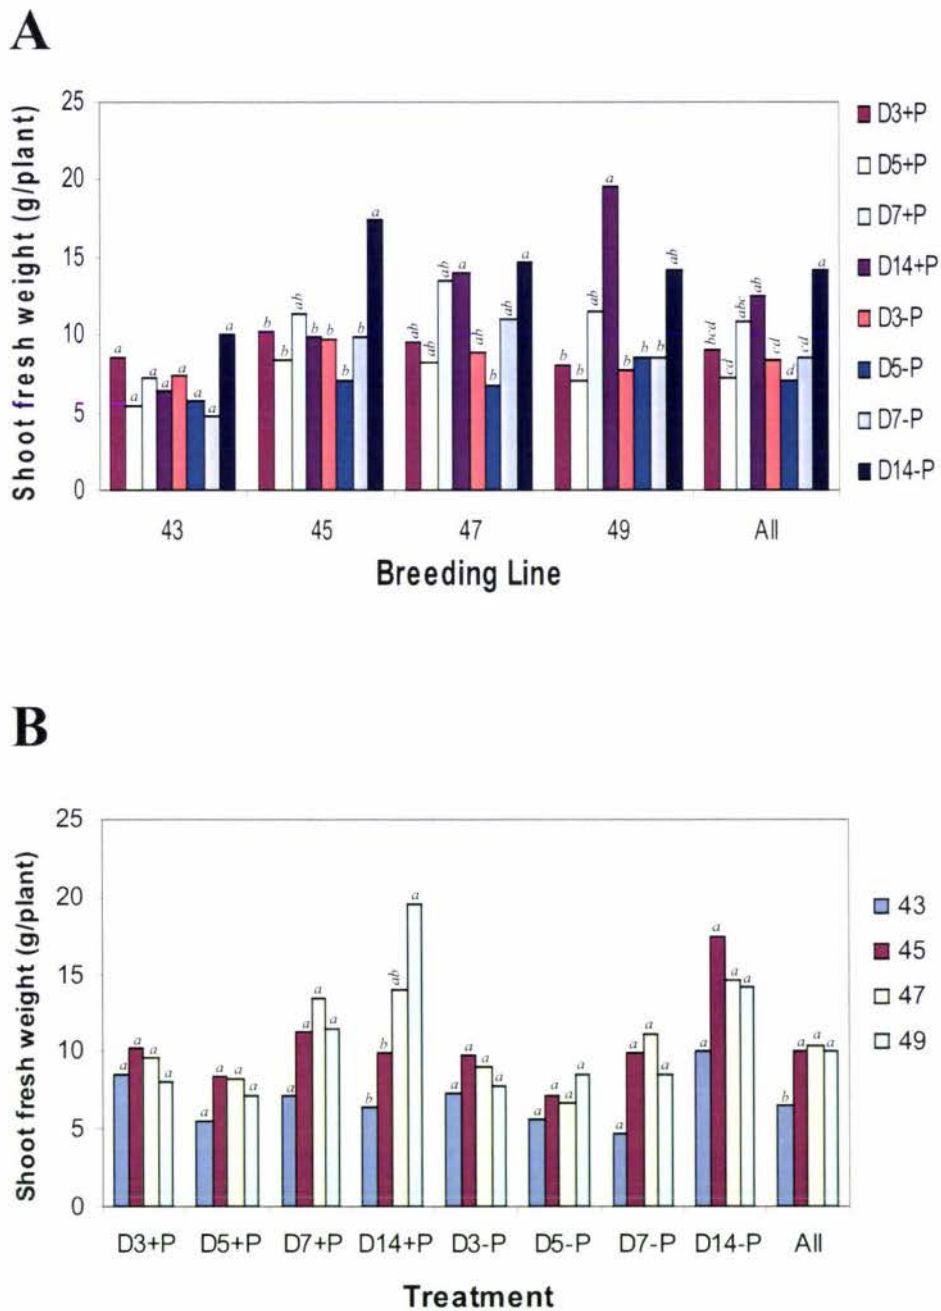 A
Shoot fresh weight (g/plant)
25
20
15
10
5
0
a a a a a a a a
b b ab b b b b a
ab ab ab a ab b ab a
b b ab a b b b ab
bcd cd abc ab cd d cd a
43 45 47 49 All
Breeding Line
D3+P
D5+P
D7+P
D14+P
D3-P
D5-P
D7-P
D14-P
B
Shoot fresh weight (g/plant)
25
20
15
10
5
0
a a a a
a a a a
a a a a
b b ab a
a a a a
a a a a
a a a a
a a a a
b a a a
D3+P D5+P D7+P D14+P D3-P D5-P D7-P D14-P All
Treatment
43
45
47
49